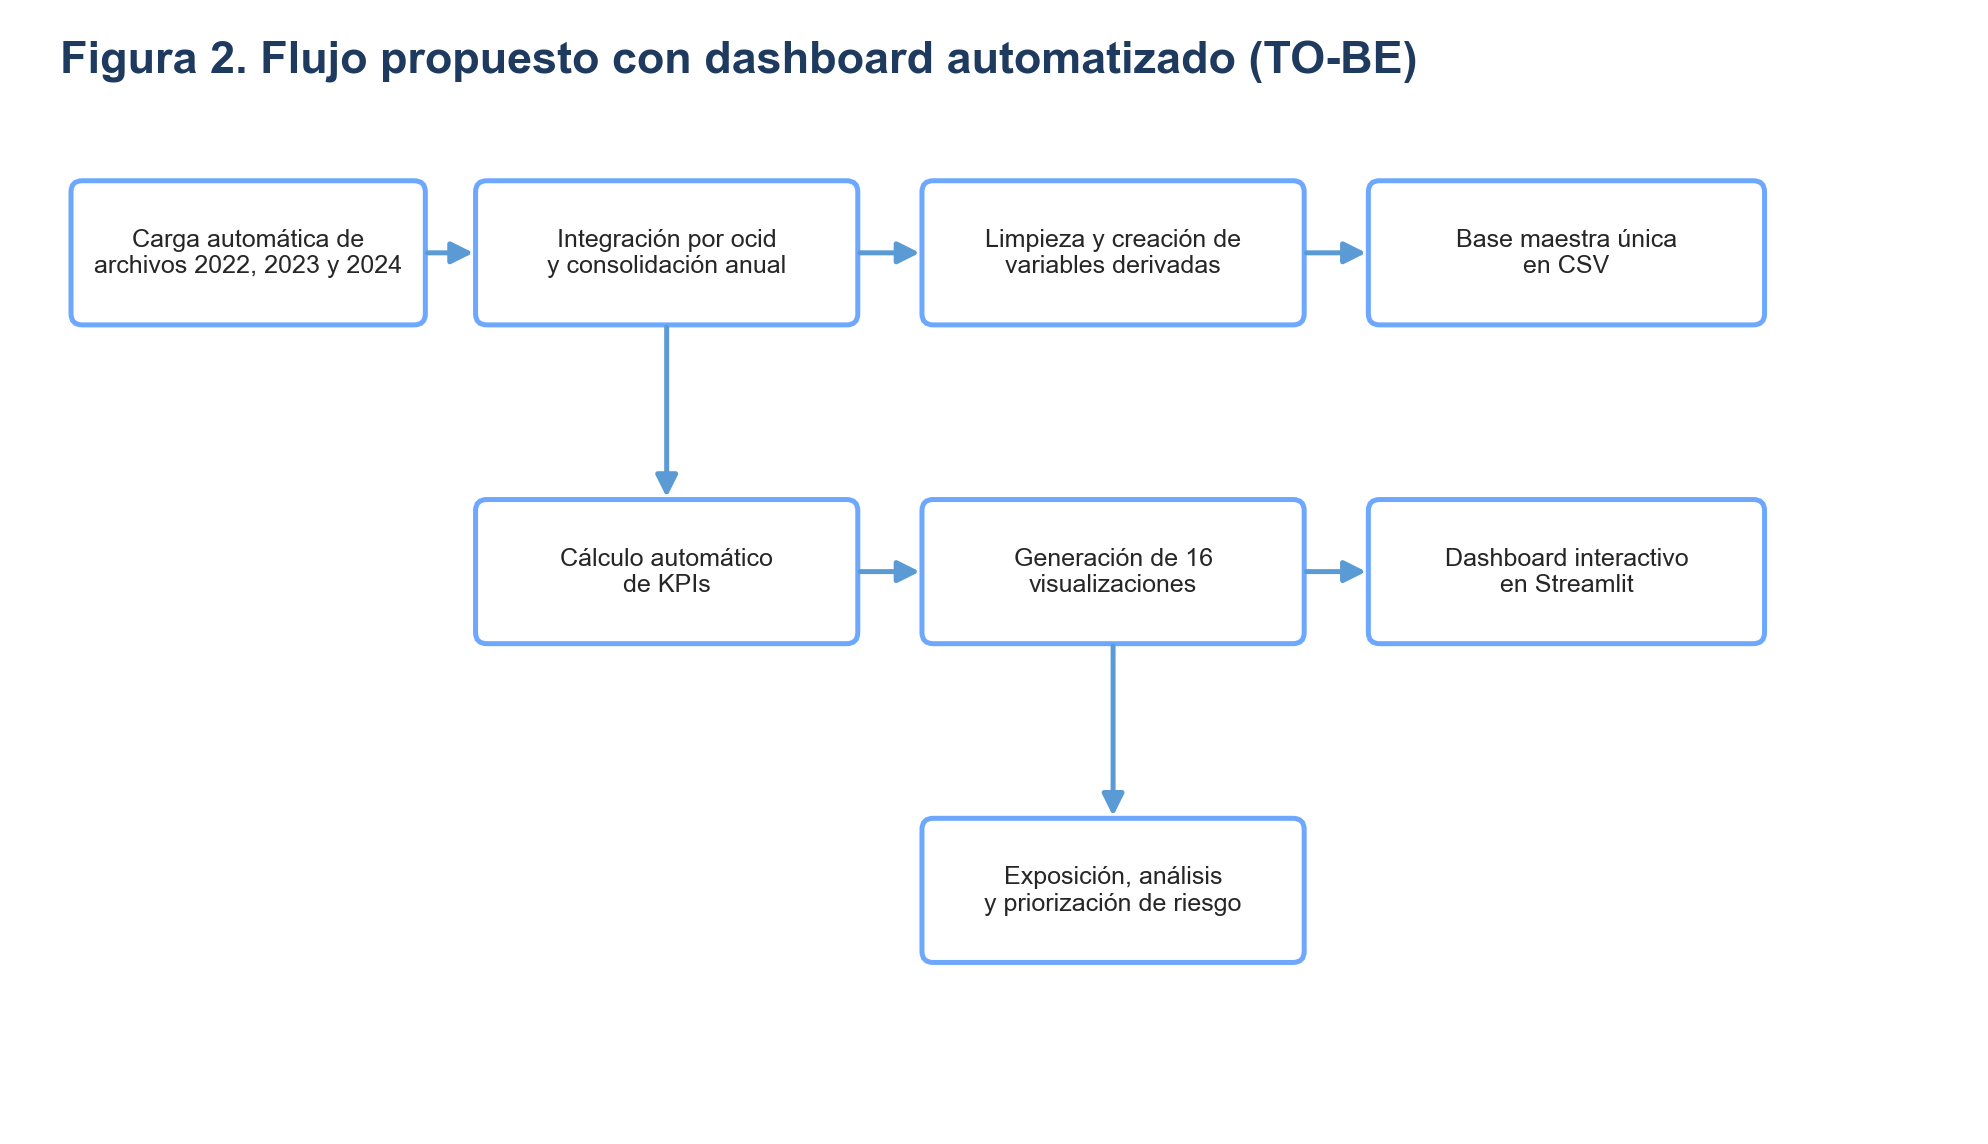 Figura 2. Flujo propuesto con dashboard automatizado (TO-BE)
Carga automática de
archivos 2022, 2023 y 2024
Integración por ocid
y consolidación anual
Limpieza y creación de
variables derivadas
Base maestra única
en CSV
Cálculo automático
de KPIs
Generación de 16
visualizaciones
Dashboard interactivo
en Streamlit
Exposición, análisis
y priorización de riesgo